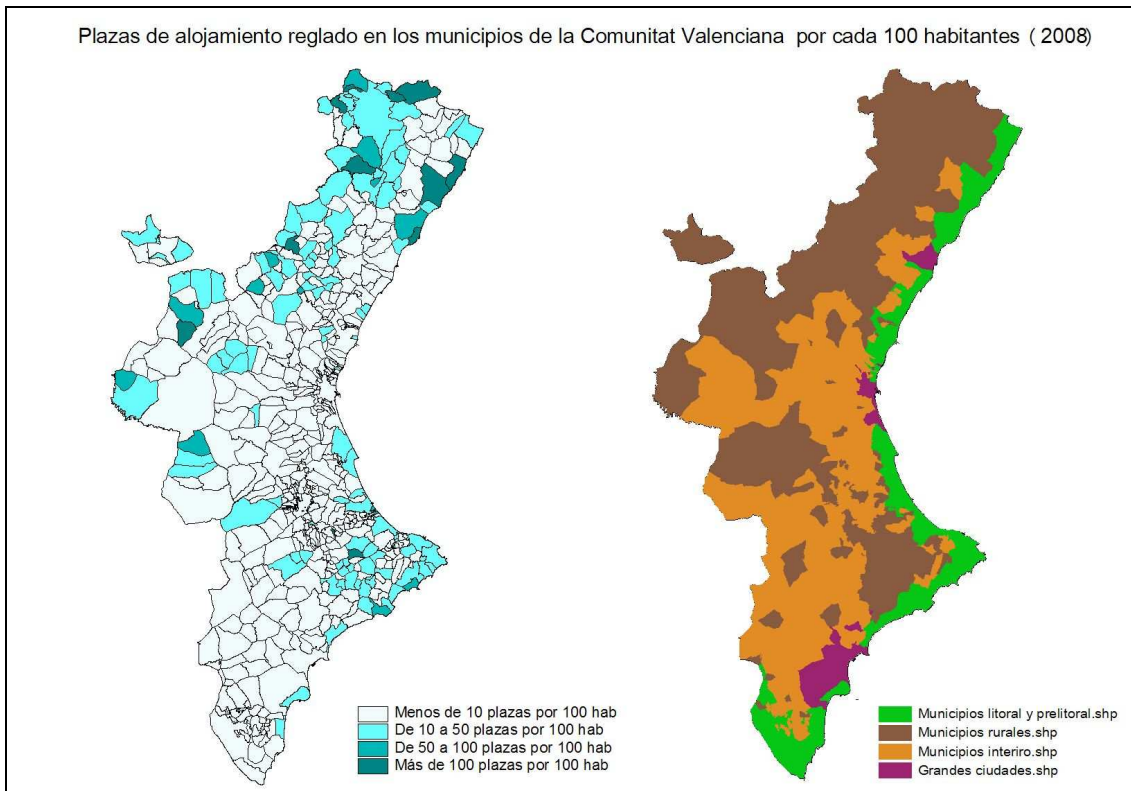 Plazas de alojamiento reglado en los municipios de la Comunitat Valenciana por cada 100 habitantes ( 2008)
Menos de 10 plazas por 100 hab
De 10 a 50 plazas por 100 hab
De 50 a 100 plazas por 100 hab
Más de 100 plazas por 100 hab
Municipios litoral y prelitoral.shp
Municipios rurales.shp
Municipios interiro.shp
Grandes ciudades.shp